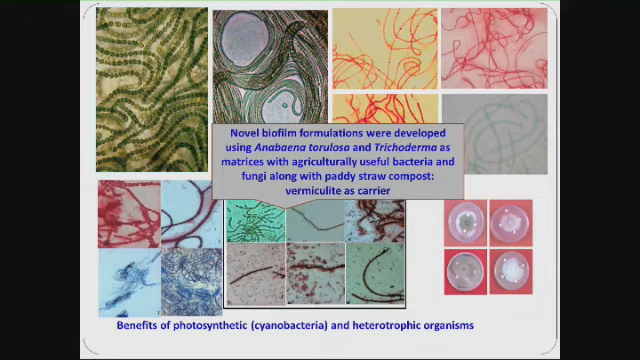 Novel biofilm formulations were developed
using Anabaena torulosa and Trichoderma as
matrices with agriculturally useful bacteria and
fungi along with paddy straw compost:
vermiculite as carrier
Benefits of photosynthetic (cyanobacteria) and heterotrophic organisms